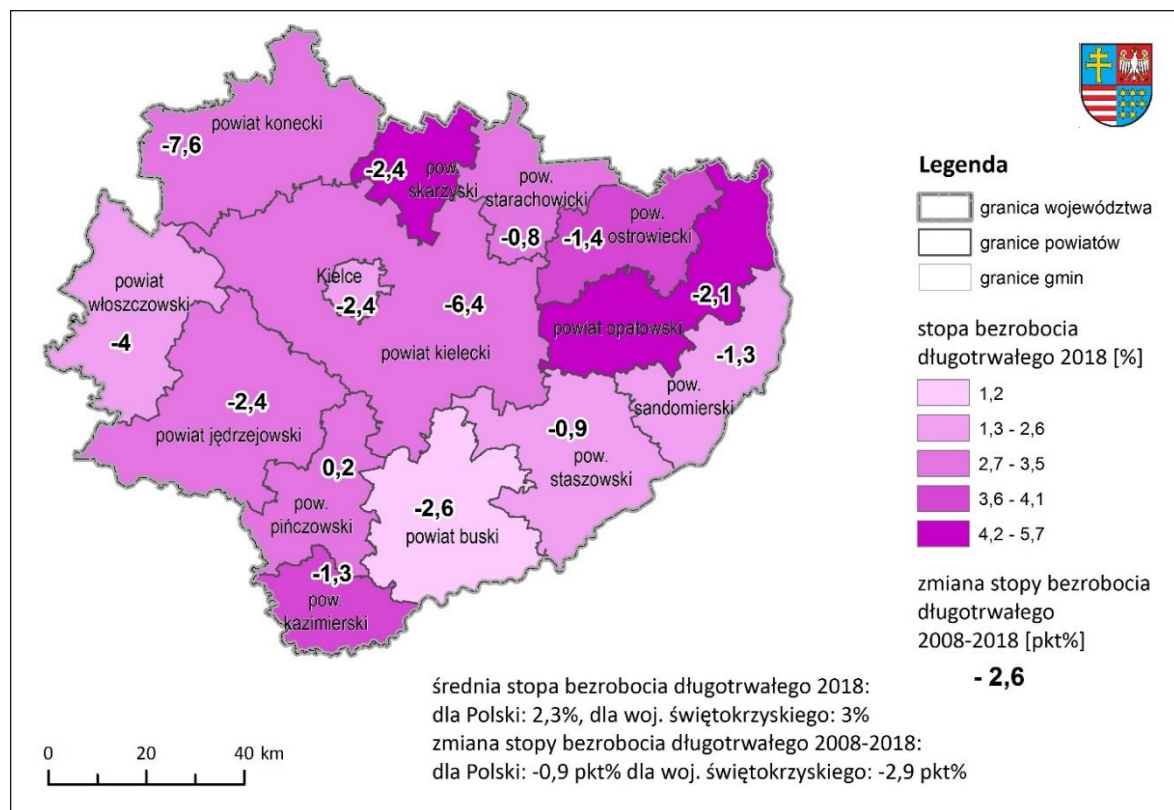 powiat konecki
-7,6
-2,4
pow.
skarżyski
pow.
starachowicki
-0,8
pow.
ostrowiecki
-1,4
Kielce
-2,4
-6,4
powiat kielecki
powiat
włoszczowski
-4
powiat opatowski
-2,1
-1,3
pow.
sandomierski
-2,4
powiat jędrzejowski
-0,9
pow.
staszowski
0,2
pow.
pińczowski
-2,6
powiat buski
-1,3
pow.
kazimierski
Legenda
granica województwa
granice powiatów
granice gmin
stopa bezrobocia
długotrwałego 2018 [%]
1,2
1,3 - 2,6
2,7 - 3,5
3,6 - 4,1
4,2 - 5,7
zmiana stopy bezrobocia
długotrwałego
2008-2018 [pkt%]
- 2,6
średnia stopa bezrobocia długotrwałego 2018:
dla Polski: 2,3%, dla woj. świętokrzyskiego: 3%
zmiana stopy bezrobocia długotrwałego 2008-2018:
dla Polski: -0,9 pkt% dla woj. świętokrzyskiego: -2,9 pkt%
0 20 40 km